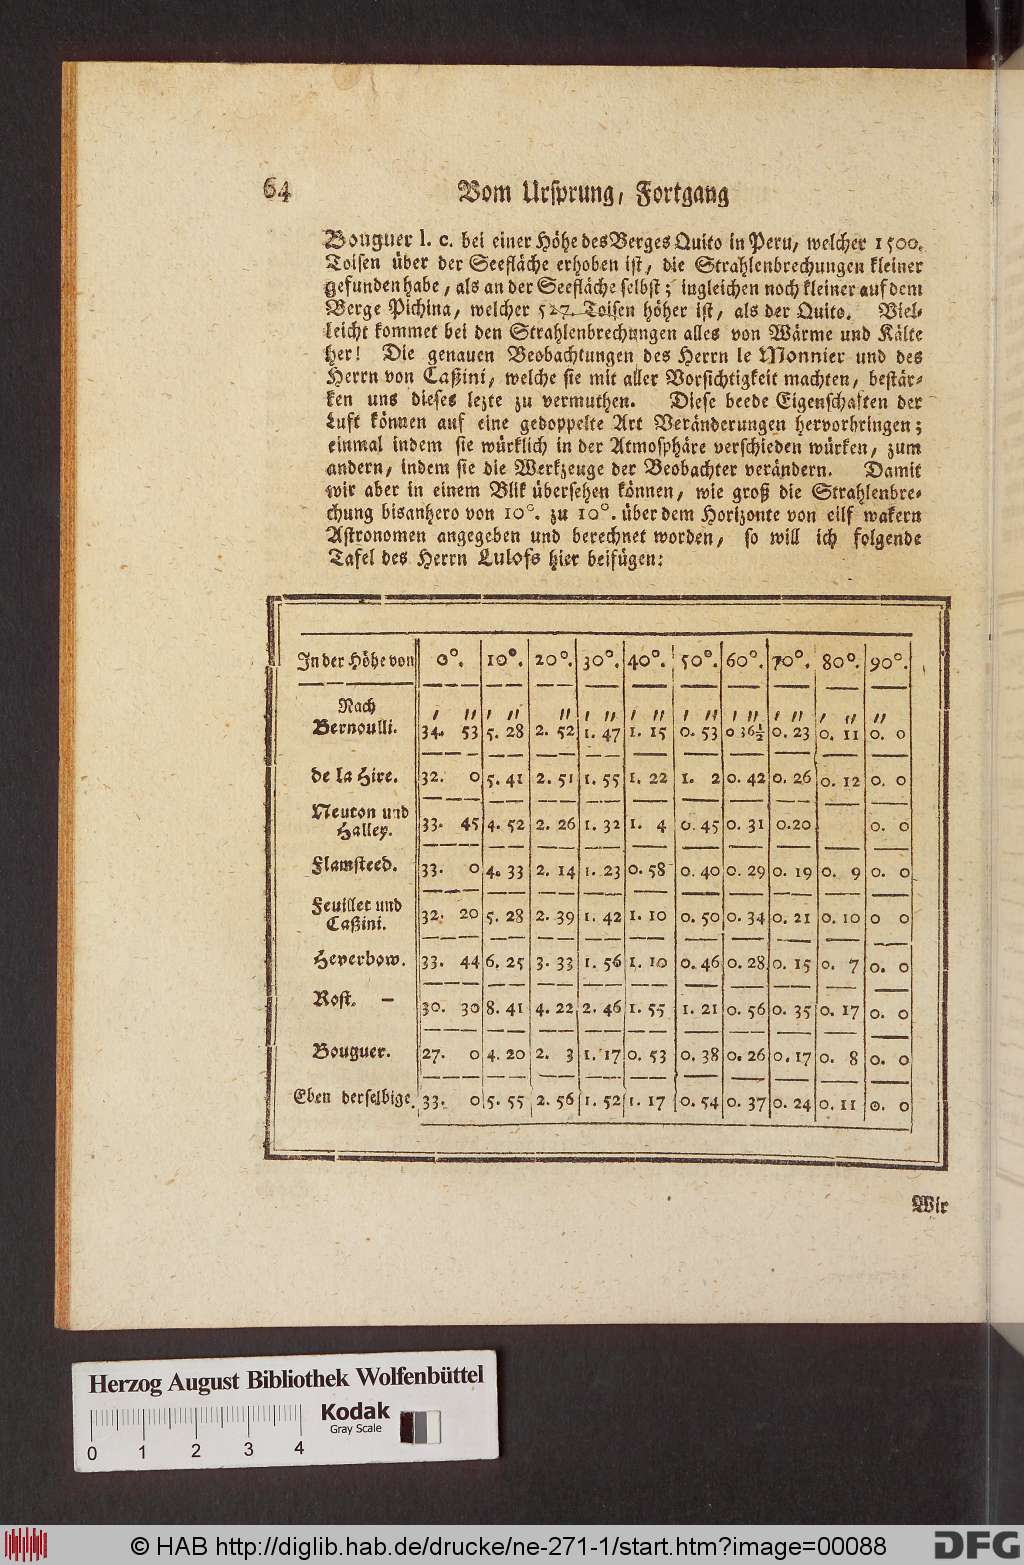 64
Vom Ursprung, Fortgang
Bouguer l. c. bei einer Höhe des Berges Quito in Peru, welcher 1500.
Toisen über der Seefläche erhoben ist, die Strahlenbrechungen kleiner
gefunden habe, als an der Seefläche selbst; ingleichen noch kleiner auf dem
Berge Pichina, welcher 527. Toisen höher ist, als der Quito. Viel-
leicht kommet bei den Strahlenbrechungen alles von Wärme und Kälte
her! Die genauen Beobachtungen des Herrn le Monnier und des
Herrn von Caßini, welche sie mit aller Vorsichtigkeit machten, bestär-
ken uns dieses lezte zu vermuthen. Diese beede Eigenschaften der
Luft können auf eine gedoppelte Art Veränderungen hervorbringen;
einmal indem sie würklich in der Atmosphäre verschieden würken, zum
andern, indem sie die Werkzeuge der Beobachter verändern. Damit
wir aber in einem Blik übersehen können, wie groß die Strahlenbre-
chung bisanhero von 10°. zu 10°. über dem Horizonte von eilf wakern
Astronomen angegeben und berechnet worden, so will ich folgende
Tafel des Herrn Lulofs hier beifügen:
In der Höhe von 0°. 10°. 20°. 30°. 40°. 50°. 60°. 70°. 80°. 90°.
Nach ′ ″ ′ ″ ″ ′ ″ ′ ″ ′ ″ ′ ″ ′ ″ ′ ″ ″
Bernoulli. 34. 53 5. 28 2. 52 1. 47 1. 15 0. 53 0 36½ 0. 23 0. 11 0. 0
de la Hire. 32. 0 5. 41 2. 51 1. 55 1. 22 1. 2 0. 42 0. 26 0. 12 0. 0
Neuton und
Halley. 33. 45 4. 52 2. 26 1. 32 1. 4 0. 45 0. 31 0.20 0. 0
Flamsteed. 33. 0 4. 33 2. 14 1. 23 0. 58 0. 40 0. 29 0. 19 0. 9 0. 0
Feuillet und
Caßini. 32. 20 5. 28 2. 39 1. 42 1. 10 0. 50 0. 34 0. 21 0. 10 0 0
Heyerbow. 33. 44 6. 25 3. 33 1. 56 1. 10 0. 46 0. 28 0. 15 0. 7 0. 0
Rost. – 30. 30 8. 41 4. 22 2. 46 1. 55 1. 21 0. 56 0. 35 0. 17 0. 0
Bouguer. 27. 0 4. 20 2. 3 1. 17 0. 53 0. 38 0. 26 0. 17 0. 8 0. 0
Eben derselbige. 33. 0 5. 55 2. 56 1. 52 1. 17 0. 54 0. 37 0. 24 0. 11 0. 0
Wir
Herzog August Bibliothek Wolfenbüttel
Kodak
Gray Scale
0 1 2 3 4
© HAB http://diglib.hab.de/drucke/ne-271-1/start.htm?image=00088
DFG